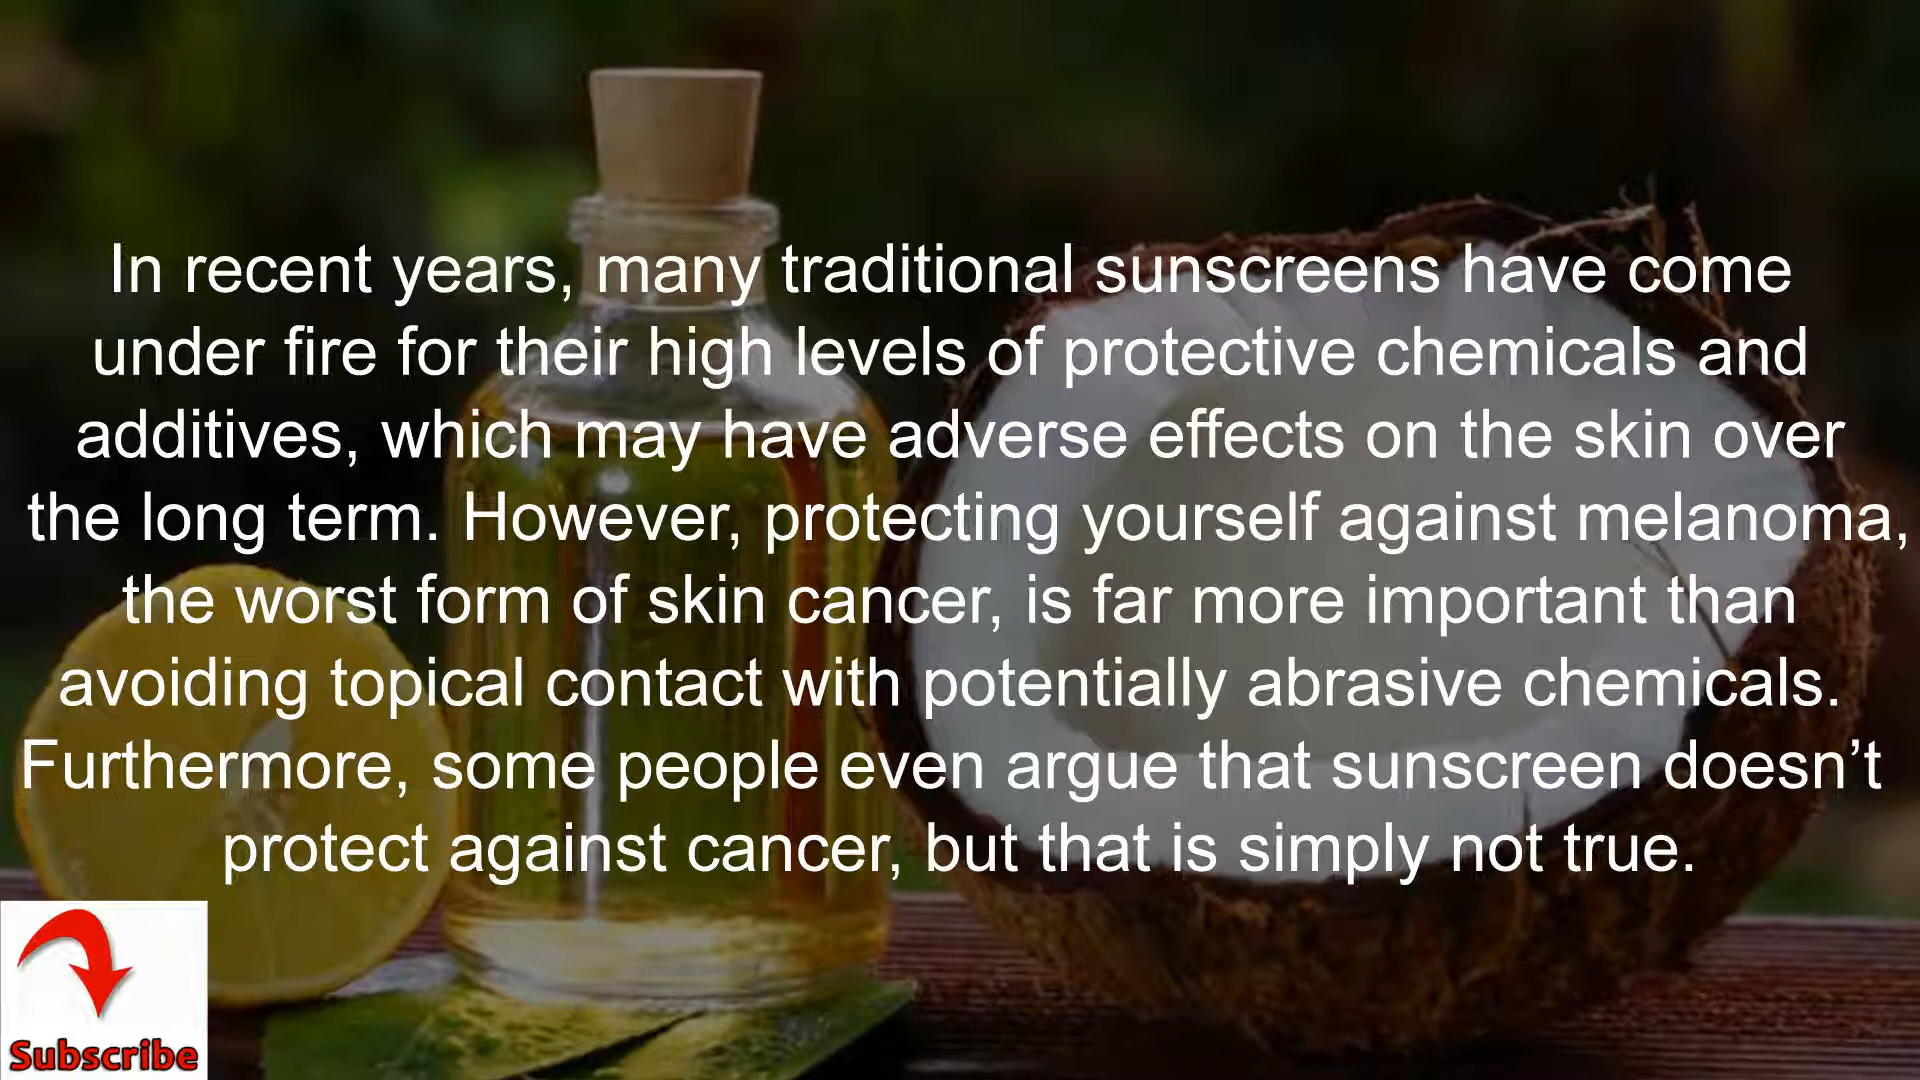 In recent years, many traditional sunscreens have come
under fire for their high levels of protective chemicals and
additives, which may have adverse effects on the skin over
the long term. However, protecting yourself against melanoma,
the worst form of skin cancer, is far more important than
avoiding topical contact with potentially abrasive chemicals.
Furthermore, some people even argue that sunscreen doesn’t
protect against cancer, but that is simply not true.
Subscribe